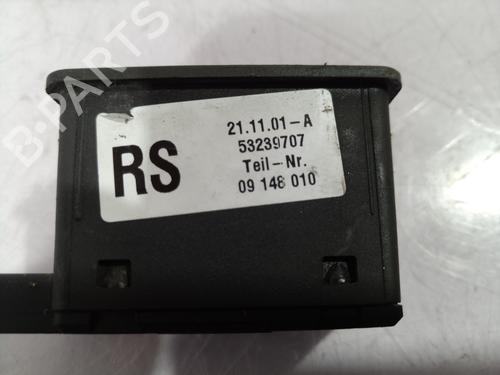 B-PARTS
RS
21.11.01-A
53239707
Teil-Nr.
09 148 010